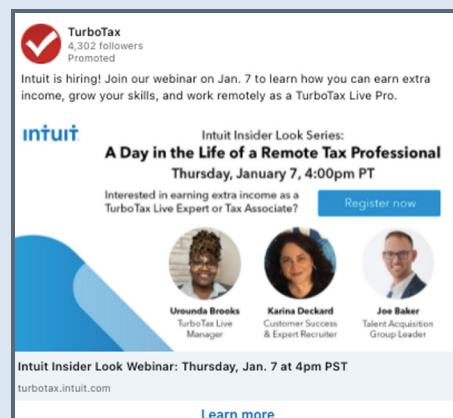 TurboTax
4,302 followers
Promoted
Intuit is hiring! Join our webinar on Jan. 7 to learn how you can earn extra
income, grow your skills, and work remotely as a TurboTax Live Pro.
ıntuıt
Intuit Insider Look Series:
A Day in the Life of a Remote Tax Professional
Thursday, January 7, 4:00pm PT
Interested in earning extra income as a
TurboTax Live Expert or Tax Associate?
Register now
Urounda Brooks
TurboTax Live
Manager
Karina Deckard
Customer Success
& Expert Recruiter
Joe Baker
Talent Acquisition
Group Leader
Intuit Insider Look Webinar: Thursday, Jan. 7 at 4pm PST
turbotax.intuit.com
Learn more